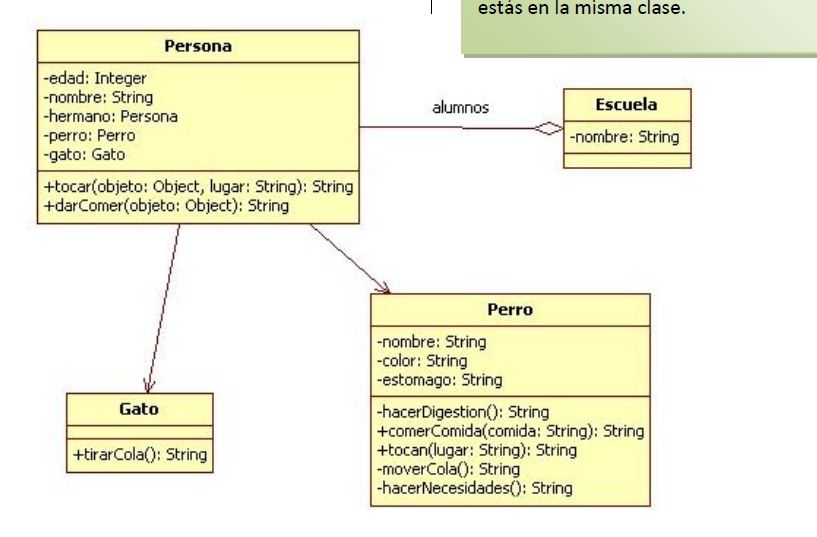 estás en la misma clase.
Persona
-edad: Integer
-nombre: String
-hermano: Persona
-perro: Perro
-gato: Gato
+tocar(objeto: Object, lugar: String): String
+darComer(objeto: Object): String
alumnos
Escuela
-nombre: String
Perro
-nombre: String
-color: String
-estomago: String
-hacerDigestion(): String
+comerComida(comida: String): String
+tocan(lugar: String): String
-moverCola(): String
-hacerNecesidades(): String
Gato
+tirarCola(): String